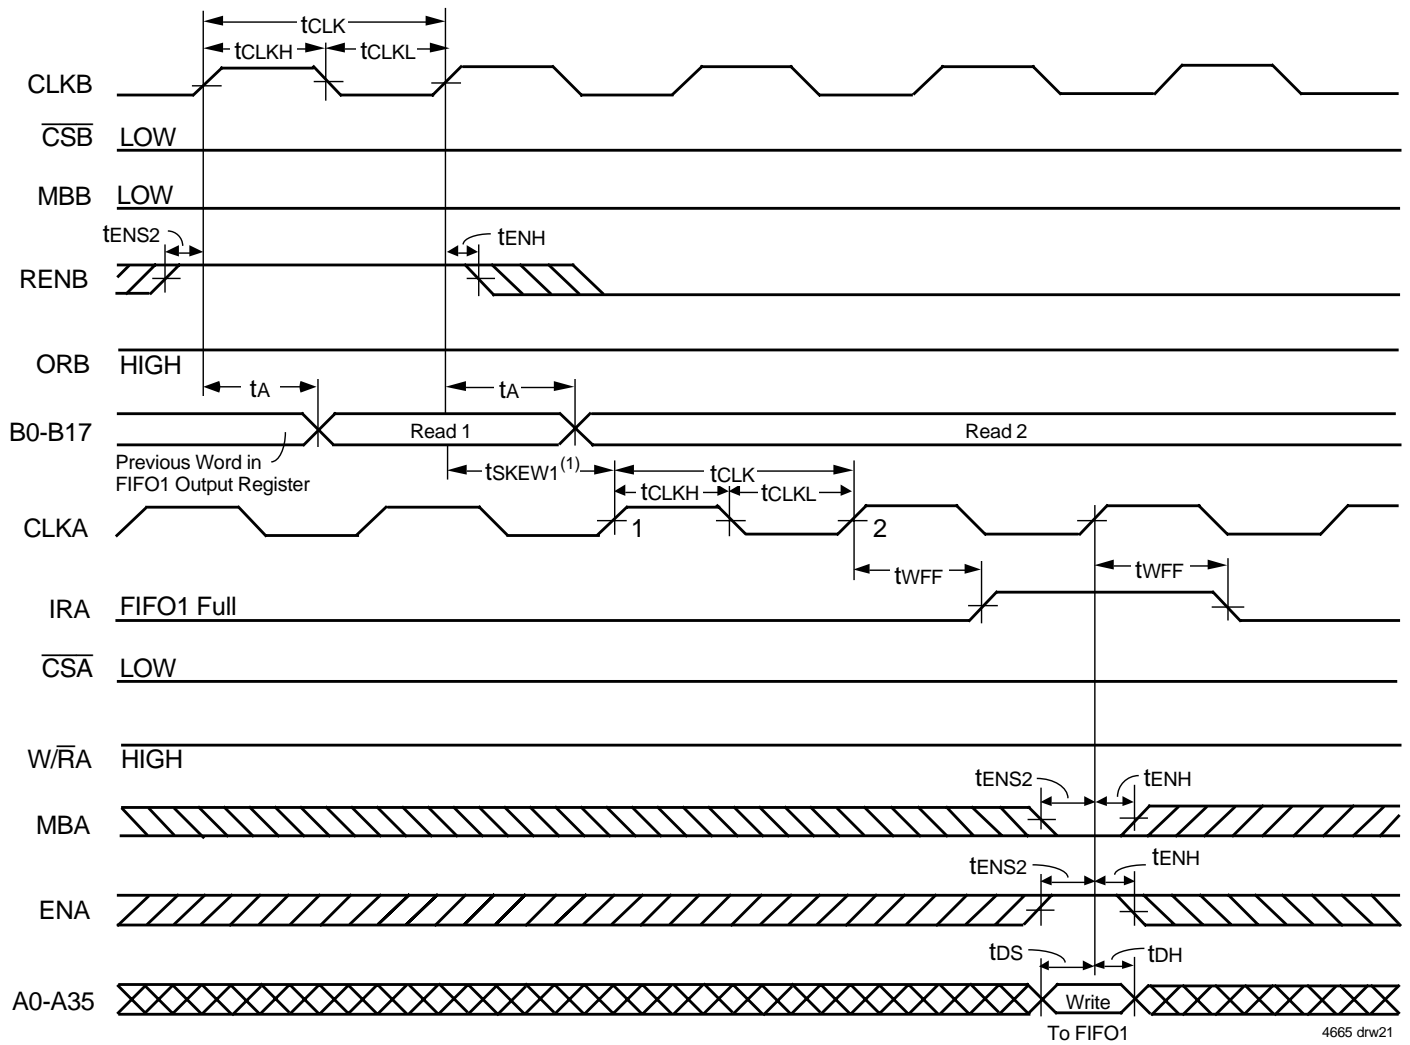 tCLK
tCLKH
tCLKL
CLKB
CSB LOW
MBB LOW
tENS2
tENH
RENB
ORB HIGH
tA
tA
B0-B17
Read 1
Read 2
Previous Word in
FIFO1 Output Register
tSKEW1(1)
tCLK
tCLKH
tCLKL
CLKA
1
2
tWFF
tWFF
IRA FIFO1 Full
CSA LOW
W/RA HIGH
tENS2
tENH
MBA
tENS2
tENH
ENA
tDS
tDH
A0-A35
Write
To FIFO1
4665 drw21